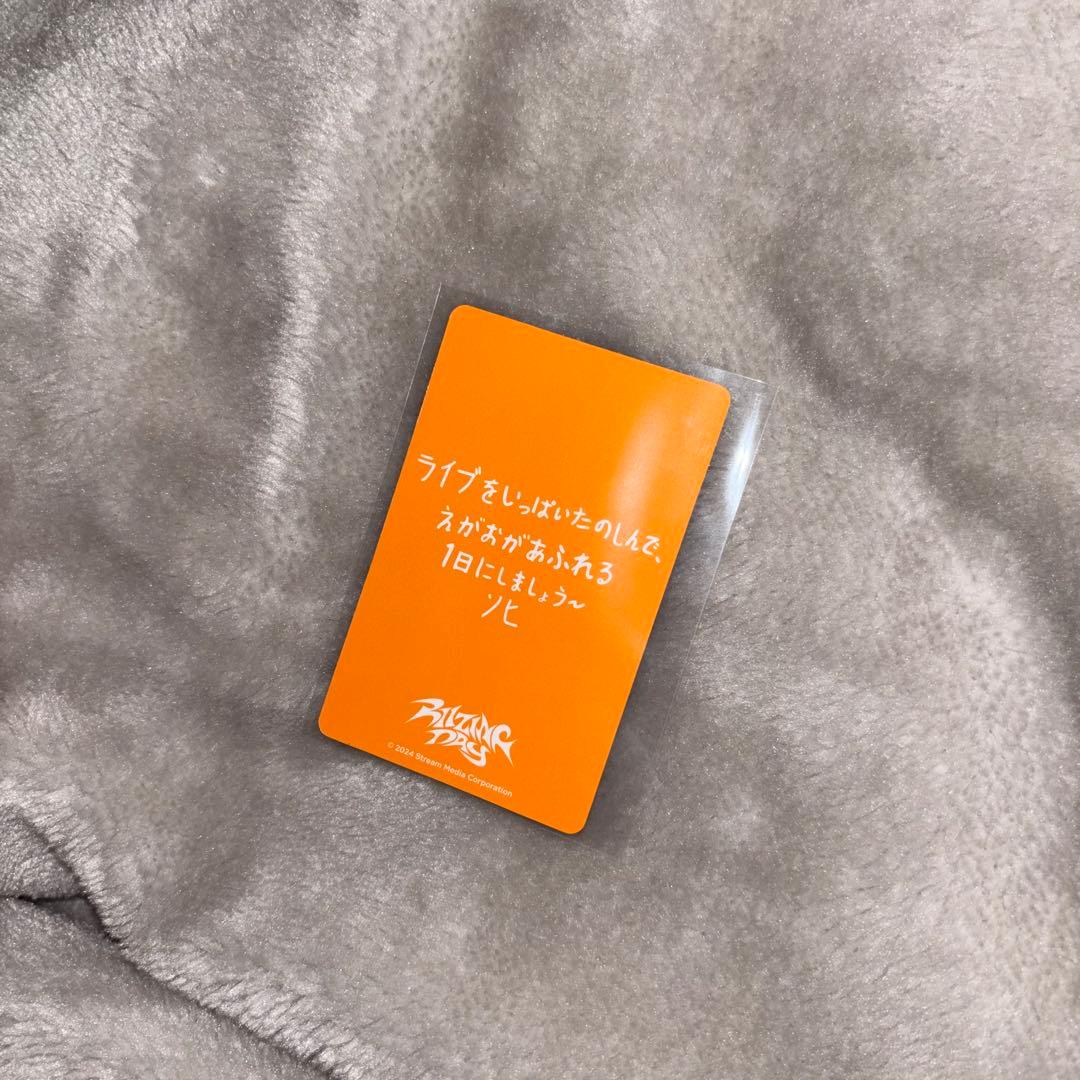 ライブをいっぱいたのしんで、
えがおがあふれる
1日にしましょう~
ソヒ
RIIZING
DAY
© 2024 Stream Media Corporation